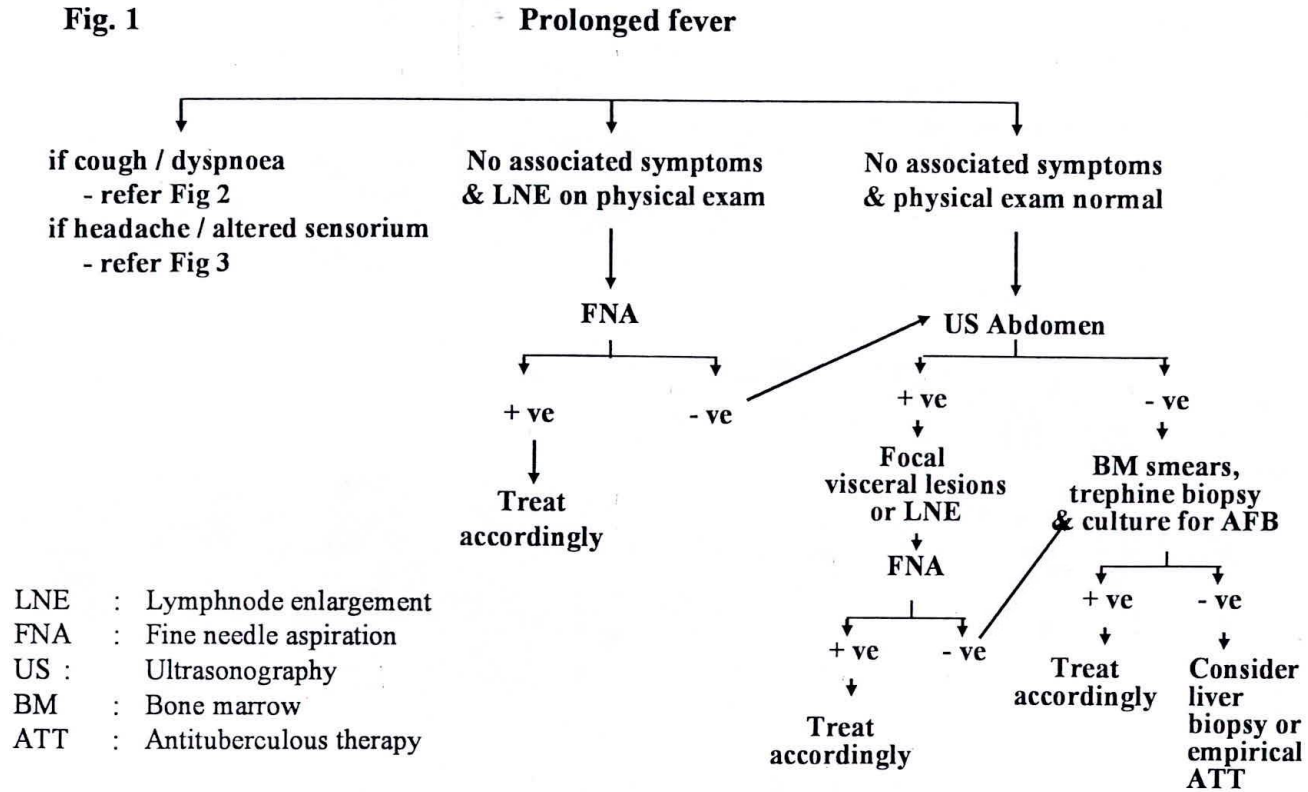 Fig. 1
Prolonged fever
if cough / dyspnoea
- refer Fig 2
if headache / altered sensorium
- refer Fig 3
No associated symptoms
& LNE on physical exam
No associated symptoms
& physical exam normal
FNA
US Abdomen
+ ve
- ve
+ ve
- ve
Treat
accordingly
Focal
visceral lesions
or LNE
BM smears,
trephine biopsy
& culture for AFB
FNA
+ ve
- ve
+ ve
- ve
Treat
accordingly
Treat
accordingly
Consider
liver
biopsy or
empirical
ATT
LNE : Lymphnode enlargement
FNA : Fine needle aspiration
US : Ultrasonography
BM : Bone marrow
ATT : Antituberculous therapy